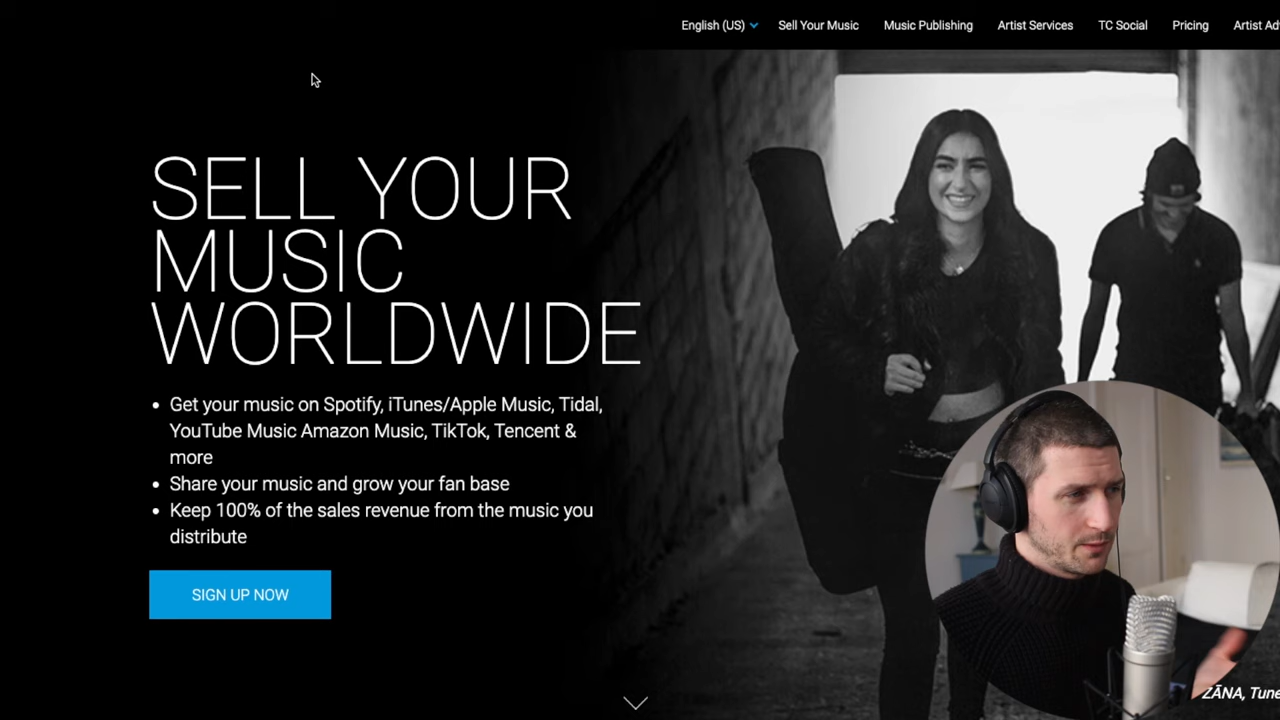 English (US) Sell Your Music Music Publishing Artist Services TC Social Pricing Artist
SELL YOUR
MUSIC
WORLDWIDE
• Get your music on Spotify, iTunes/Apple Music, Tidal,
YouTube Music Amazon Music, TikTok, Tencent &
more
• Share your music and grow your fan base
• Keep 100% of the sales revenue from the music you
distribute
SIGN UP NOW
ZĀNA,